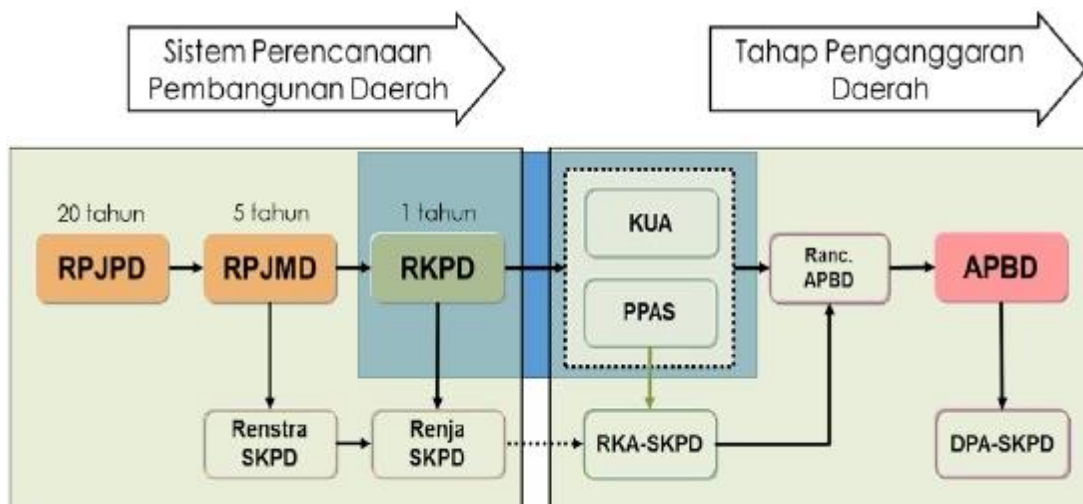 Sistem Perencanaan
Pembangunan Daerah
Tahap Penganggaran
Daerah
20 tahun
5 tahun
1 tahun
RPJPD
RPJMD
RKPD
KUA
PPAS
Ranc.
APBD
APBD
Renstra
SKPD
Renja
SKPD
RKA-SKPD
DPA-SKPD